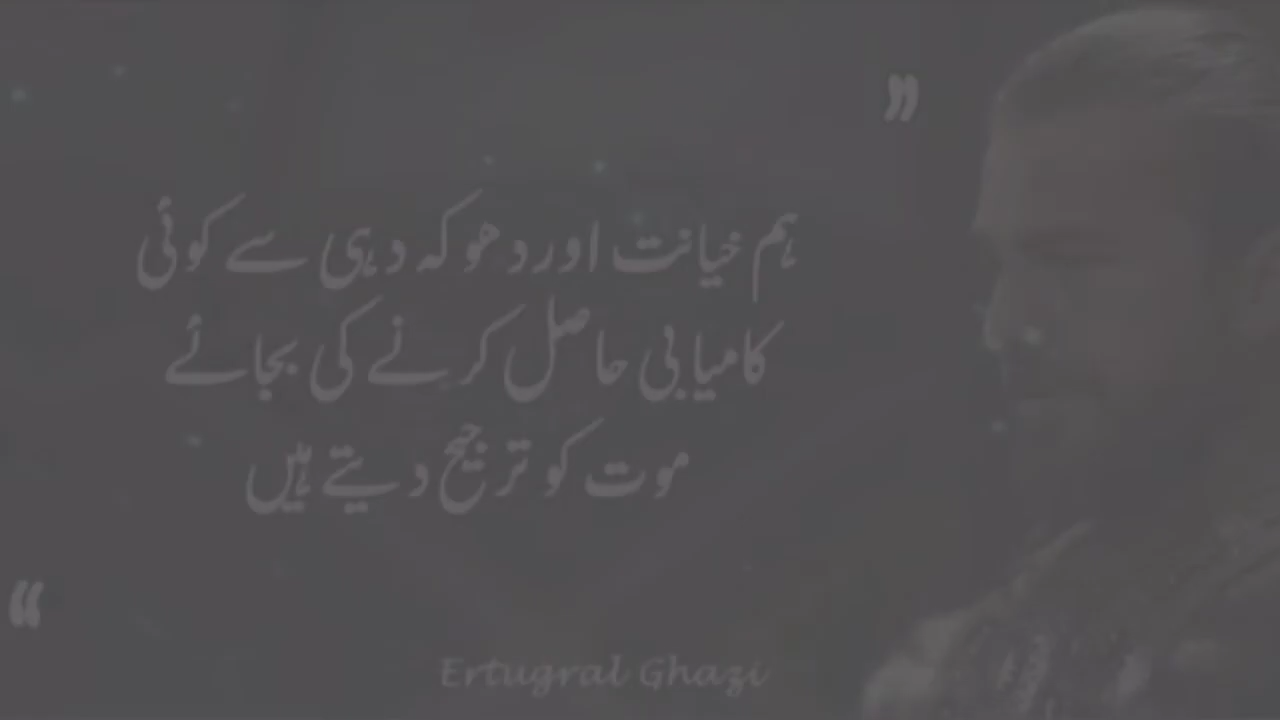 ہم خیانت اور دھوکہ دہی سے کوئی
کامیابی حاصل کرنے کی بجائے
موت کو ترجیح دیتے ہیں
Ertugral Ghazi